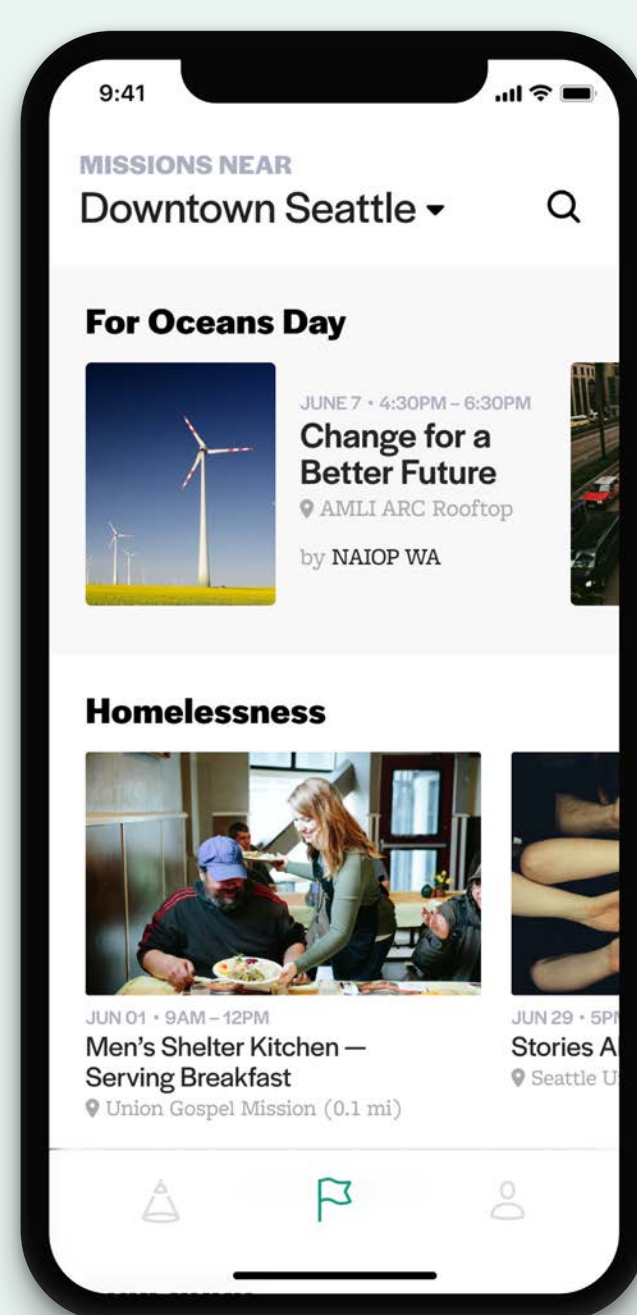 9:41
MISSIONS NEAR
Downtown Seattle
For Oceans Day
JUNE 7 • 4:30PM – 6:30PM
Change for a
Better Future
AMLI ARC Rooftop
by NAIOP WA
Homelessness
JUN 01 • 9AM – 12PM
Men's Shelter Kitchen —
Serving Breakfast
Union Gospel Mission (0.1 mi)
JUN 29 • 5P
Stories
Seattle